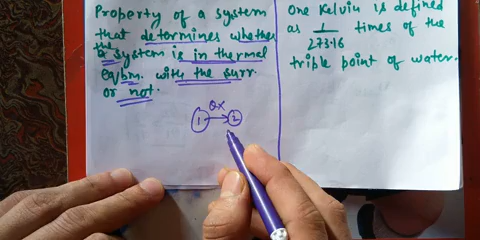 Property of a system
that determines whether
the system is in thermal
eqbm. with the surr.
or not.
Qx
1 → 2
One Kelvin is defined
as 1/273.16 times of the
triple point of water.